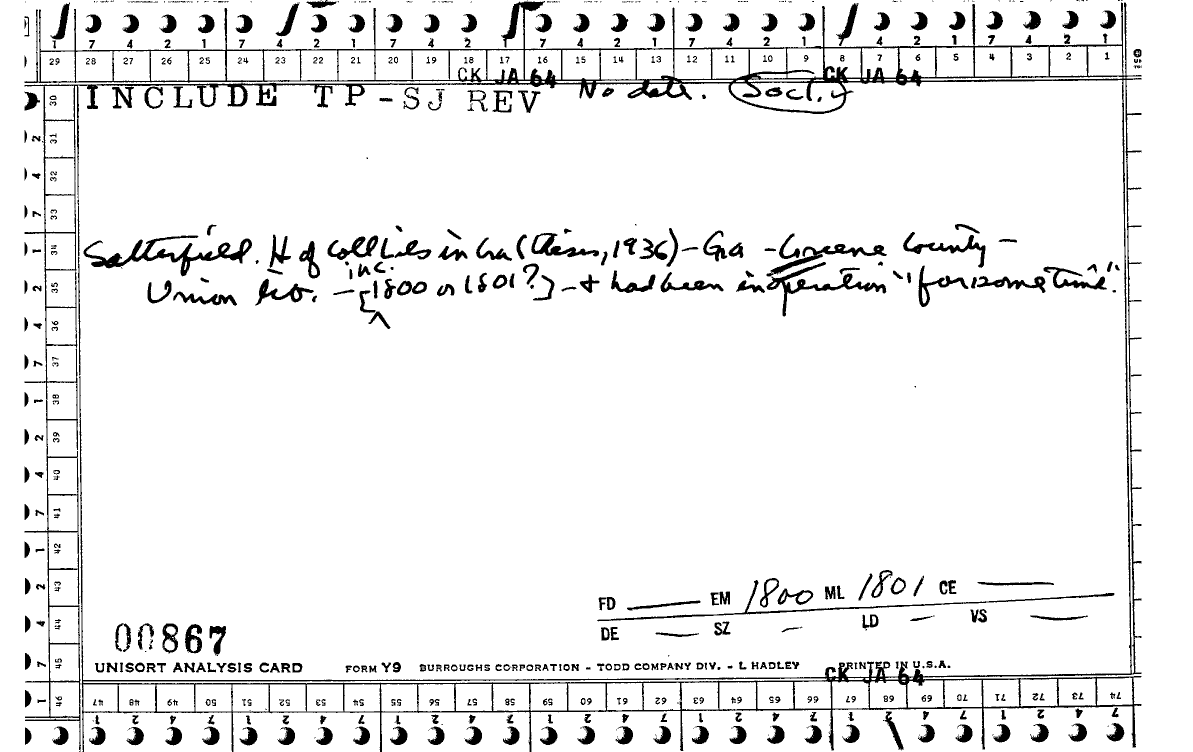 7 4 2 1 7 4 2 1 7 4 2 1 7 4 2 1 7 4 2 1 7 4 2 1 7 4 2 1
29 28 27 26 25 24 23 22 21 20 19 18 17 16 15 14 13 12 11 10 9 8 7 6 5 4 3 2 1
CK JA 64 CK JA 64
INCLUDE TP-SJ REV No date. Socl.
30
2 31
4 32
7 33
1 34
2 35
4 36
7 37
1 38
2 39
4 40
7 41
1 42
2 43
4 44
7 45
1 46
Satterfield. H of Coll Libs in Ga (Thesis, 1936) - Ga - Greene County -
inc.
Union - [1800 or 1801?] - & had been in operation "for some time".
FD — EM 1800 ML 1801 CE —
DE — SZ — LD — VS —
00867
UNISORT ANALYSIS CARD FORM Y9 BURROUGHS CORPORATION - TODD COMPANY DIV. - L HADLEY PRINTED IN U.S.A.
CK JA 64
47 48 49 50 51 52 53 54 55 56 57 58 59 60 61 62 63 64 65 66 67 68 69 70 71 72 73 74
1 2 4 7 1 2 4 7 1 2 4 7 1 2 4 7 1 2 4 7 1 2 4 7 1 2 4 7